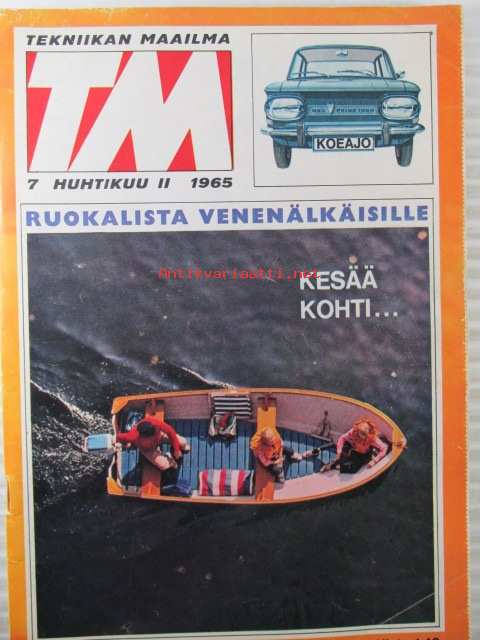 TEKNIIKAN MAAILMA
TM
7 HUHTIKUU II 1965
KOEAJO
RUOKALISTA VENENÄLKÄISILLE
Antikvariaatti.net
KESÄÄ
KOHTI...